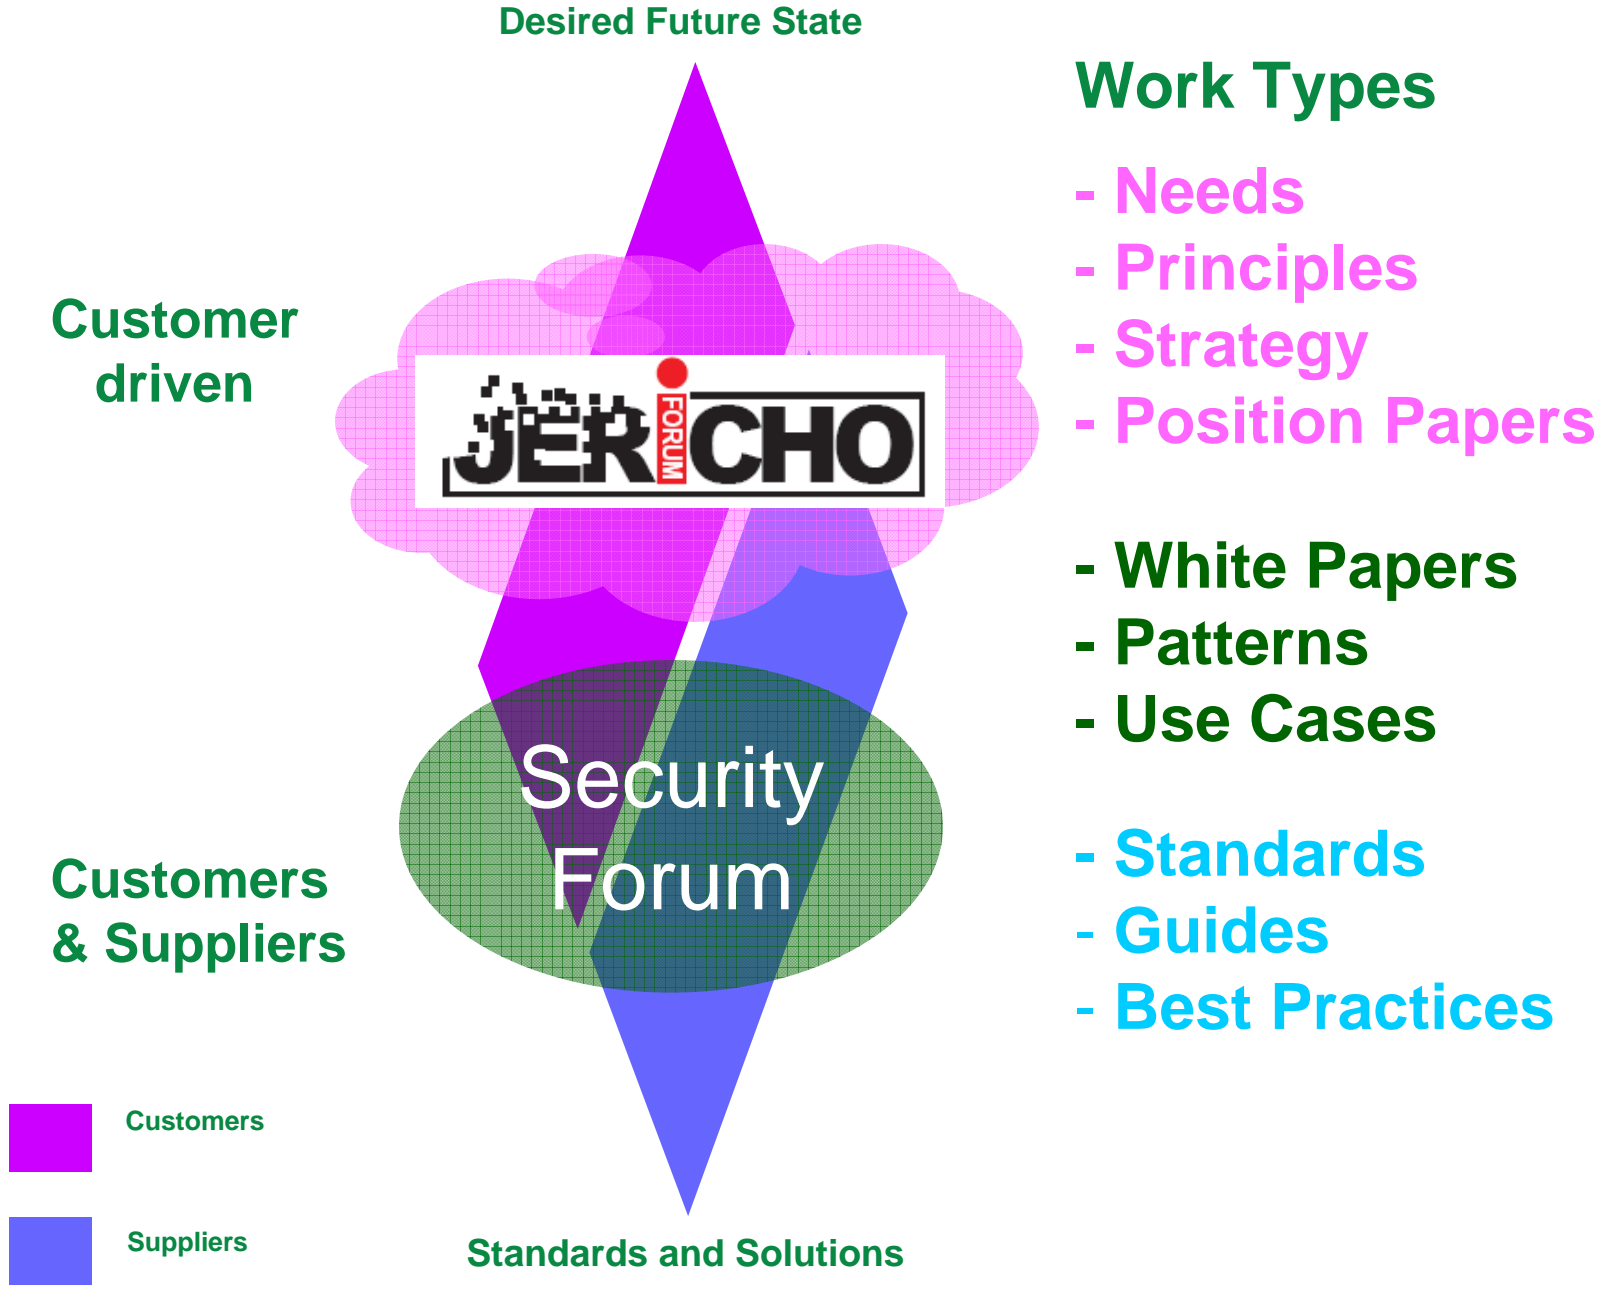 Desired Future State
Work Types
- Needs
- Principles
- Strategy
- Position Papers
Customer
driven
JERiCHO
FORUM
- White Papers
- Patterns
- Use Cases
Security
Forum
Customers
& Suppliers
- Standards
- Guides
- Best Practices
Customers
Suppliers
Standards and Solutions